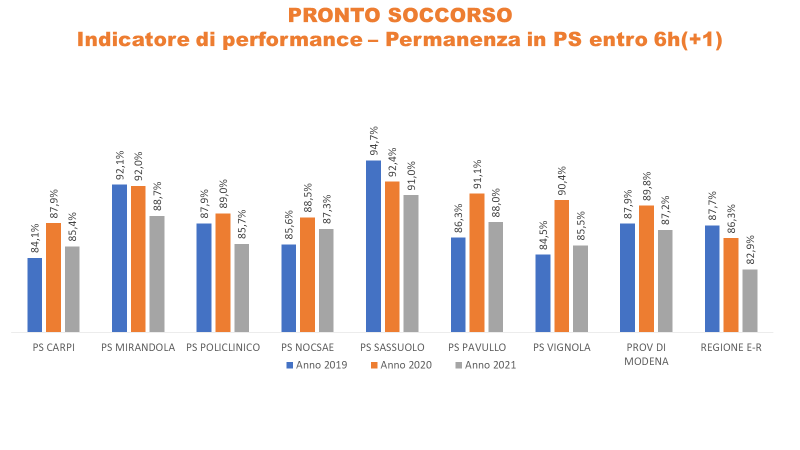 PRONTO SOCCORSO
Indicatore di performance – Permanenza in PS entro 6h(+1)
84,1%
87,9%
85,4%
92,1%
92,0%
88,7%
87,9%
89,0%
85,7%
85,6%
88,5%
87,3%
94,7%
92,4%
91,0%
86,3%
91,1%
88,0%
84,5%
90,4%
85,5%
87,9%
89,8%
87,2%
87,7%
86,3%
82,9%
PS CARPI
PS MIRANDOLA
PS POLICLINICO
PS NOCSAE
PS SASSUOLO
PS PAVULLO
PS VIGNOLA
PROV DI
MODENA
REGIONE E-R
Anno 2019
Anno 2020
Anno 2021